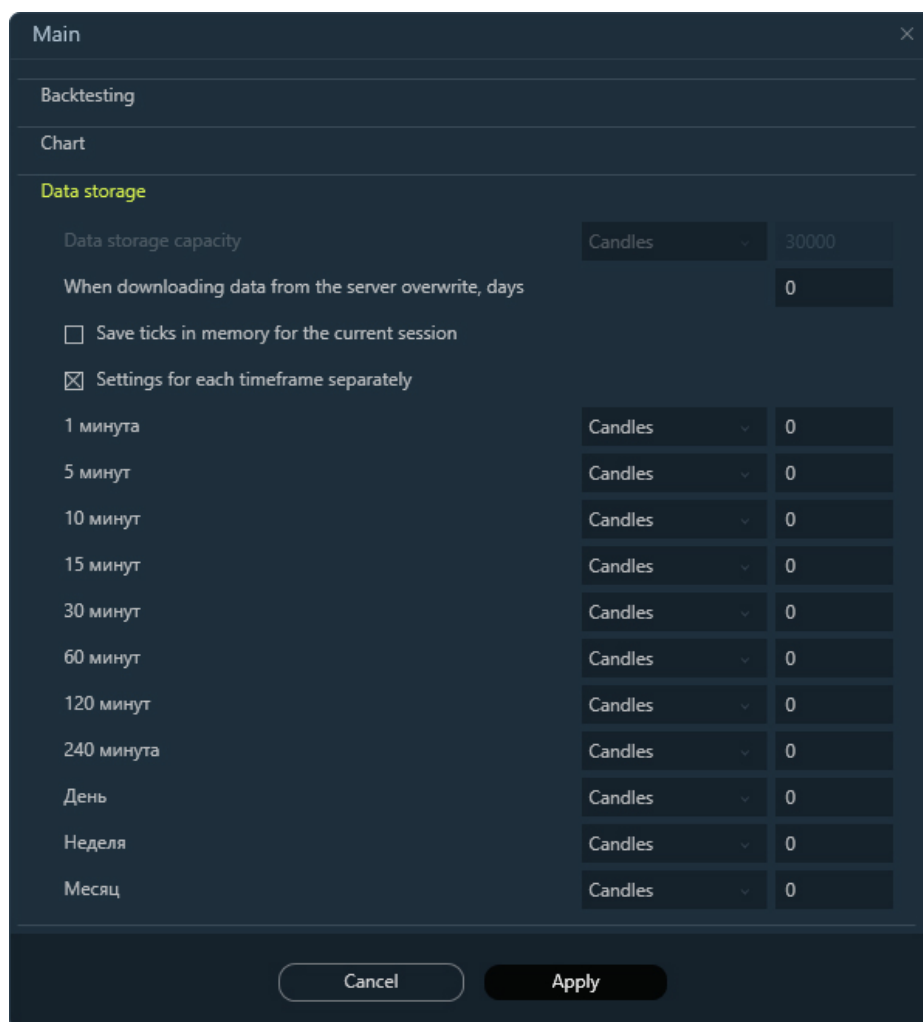 Main
Backtesting
Chart
Data storage
Data storage capacity Candles 30000
When downloading data from the server overwrite, days 0
Save ticks in memory for the current session
Settings for each timeframe separately
1 минута Candles 0
5 минут Candles 0
10 минут Candles 0
15 минут Candles 0
30 минут Candles 0
60 минут Candles 0
120 минут Candles 0
240 минута Candles 0
День Candles 0
Неделя Candles 0
Месяц Candles 0
Cancel Apply